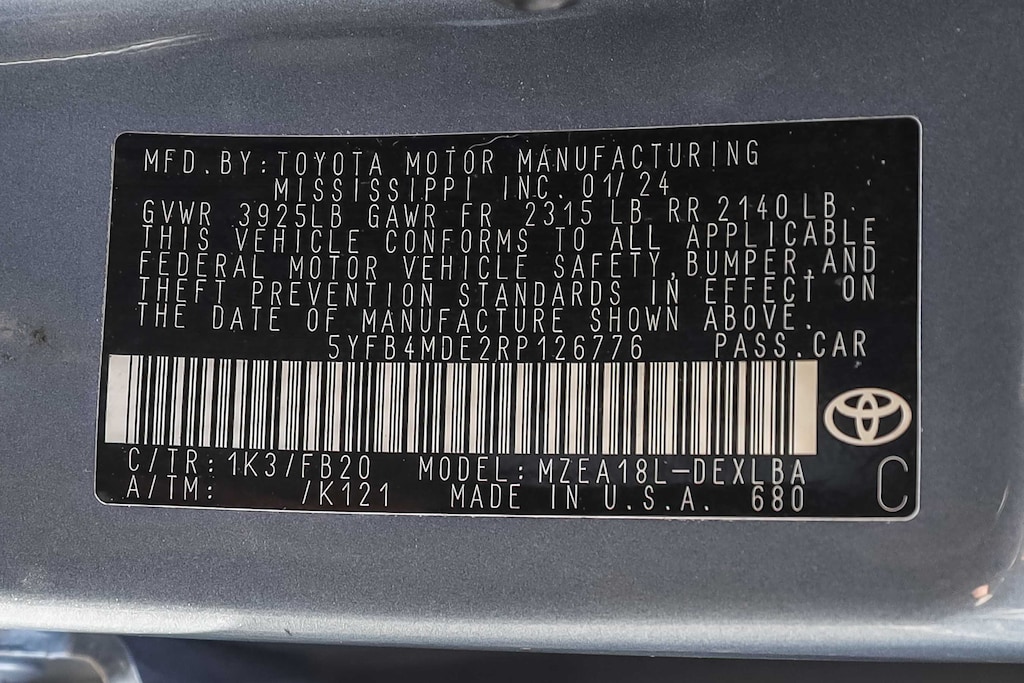 MFD. BY: TOYOTA MOTOR MANUFACTURING
MISSISSIPPI INC. 01/24
GVWR 3925LB GAWR FR 2315 LB RR 2140 LB
THIS VEHICLE CONFORMS TO ALL APPLICABLE
FEDERAL MOTOR VEHICLE SAFETY, BUMPER, AND
THEFT PREVENTION STANDARDS IN EFFECT ON
THE DATE OF MANUFACTURE SHOWN ABOVE.
5YFB4MDE2RP126776 PASS. CAR
C/TR: 1K3/FB20 MODEL: MZEA18L-DEXLBA
A/TM: /K121 MADE IN U.S.A. 680 C